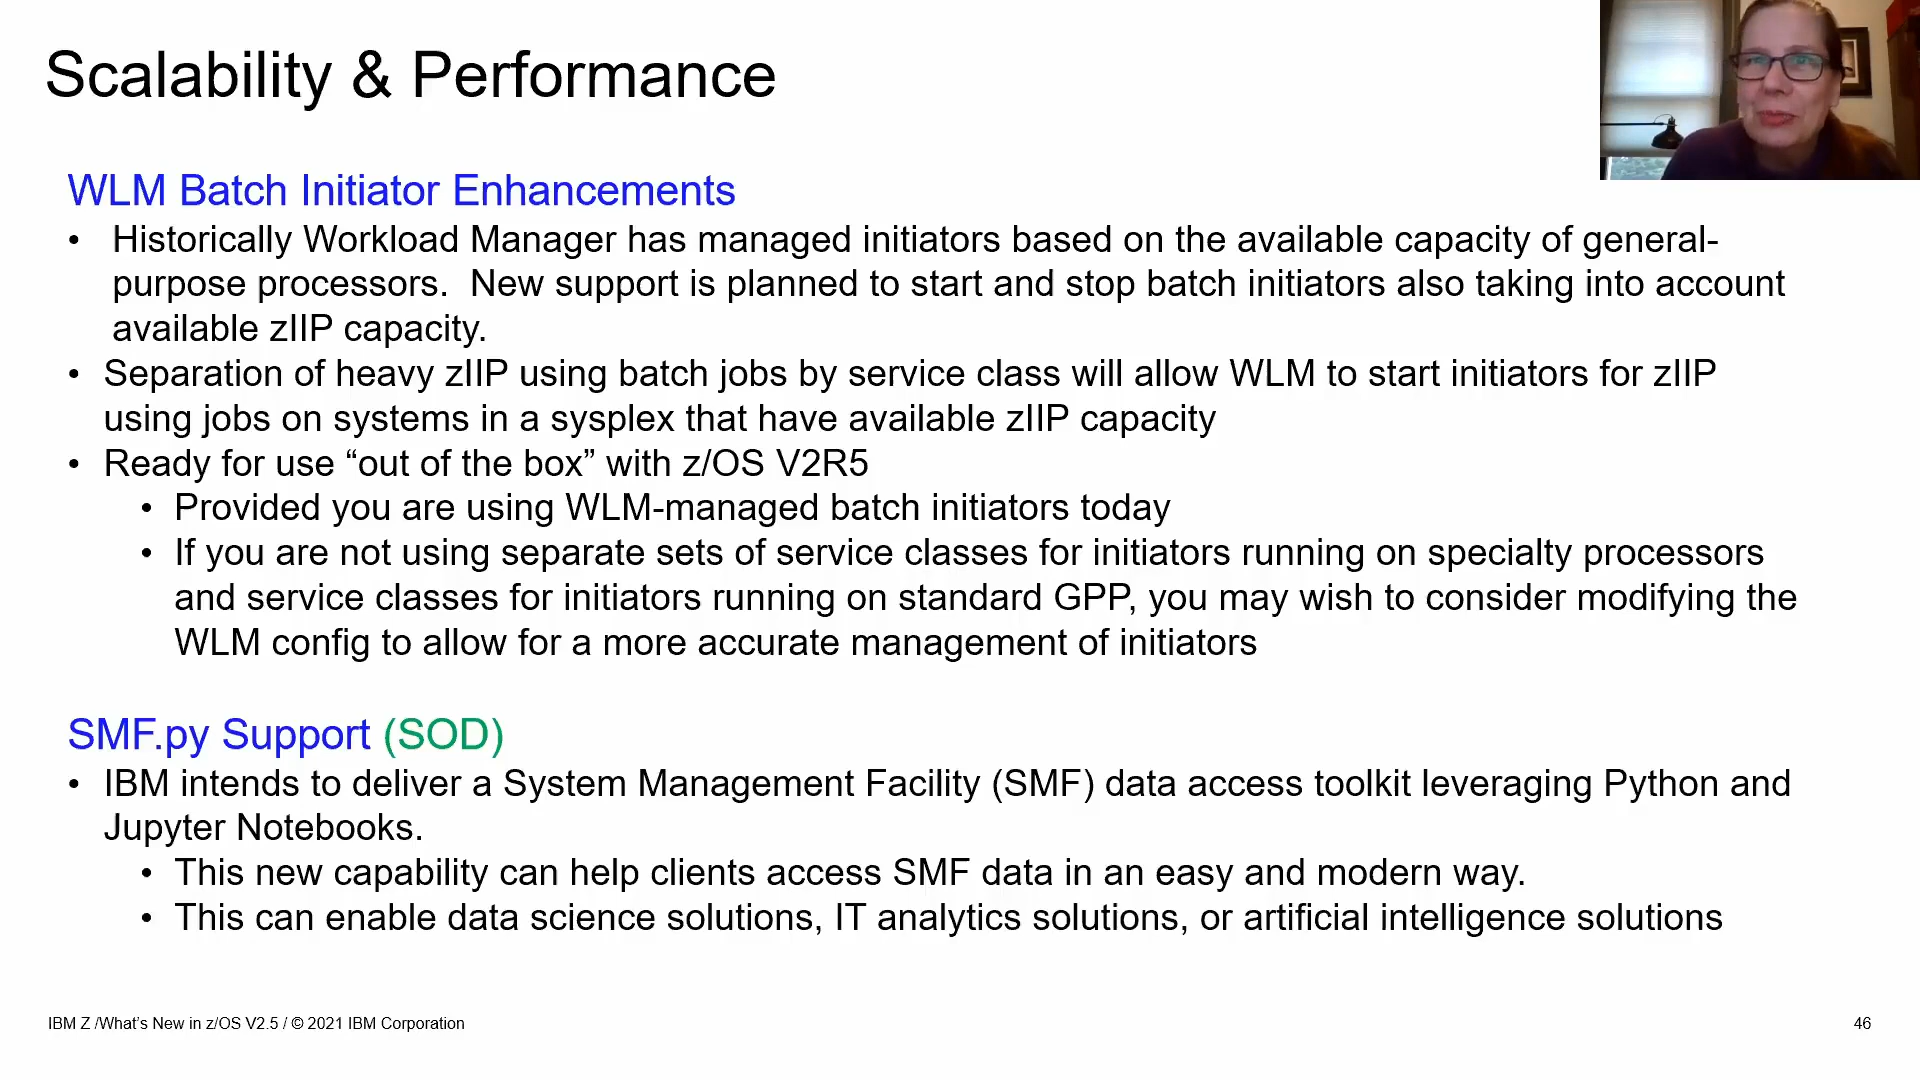 Scalability & Performance
WLM Batch Initiator Enhancements
• Historically Workload Manager has managed initiators based on the available capacity of general-
purpose processors.  New support is planned to start and stop batch initiators also taking into account
available zIIP capacity.
• Separation of heavy zIIP using batch jobs by service class will allow WLM to start initiators for zIIP
using jobs on systems in a sysplex that have available zIIP capacity
• Ready for use “out of the box” with z/OS V2R5
• Provided you are using WLM-managed batch initiators today
• If you are not using separate sets of service classes for initiators running on specialty processors
and service classes for initiators running on standard GPP, you may wish to consider modifying the
WLM config to allow for a more accurate management of initiators
SMF.py Support (SOD)
• IBM intends to deliver a System Management Facility (SMF) data access toolkit leveraging Python and
Jupyter Notebooks.
• This new capability can help clients access SMF data in an easy and modern way.
• This can enable data science solutions, IT analytics solutions, or artificial intelligence solutions
IBM Z /What’s New in z/OS V2.5 / © 2021 IBM Corporation
46